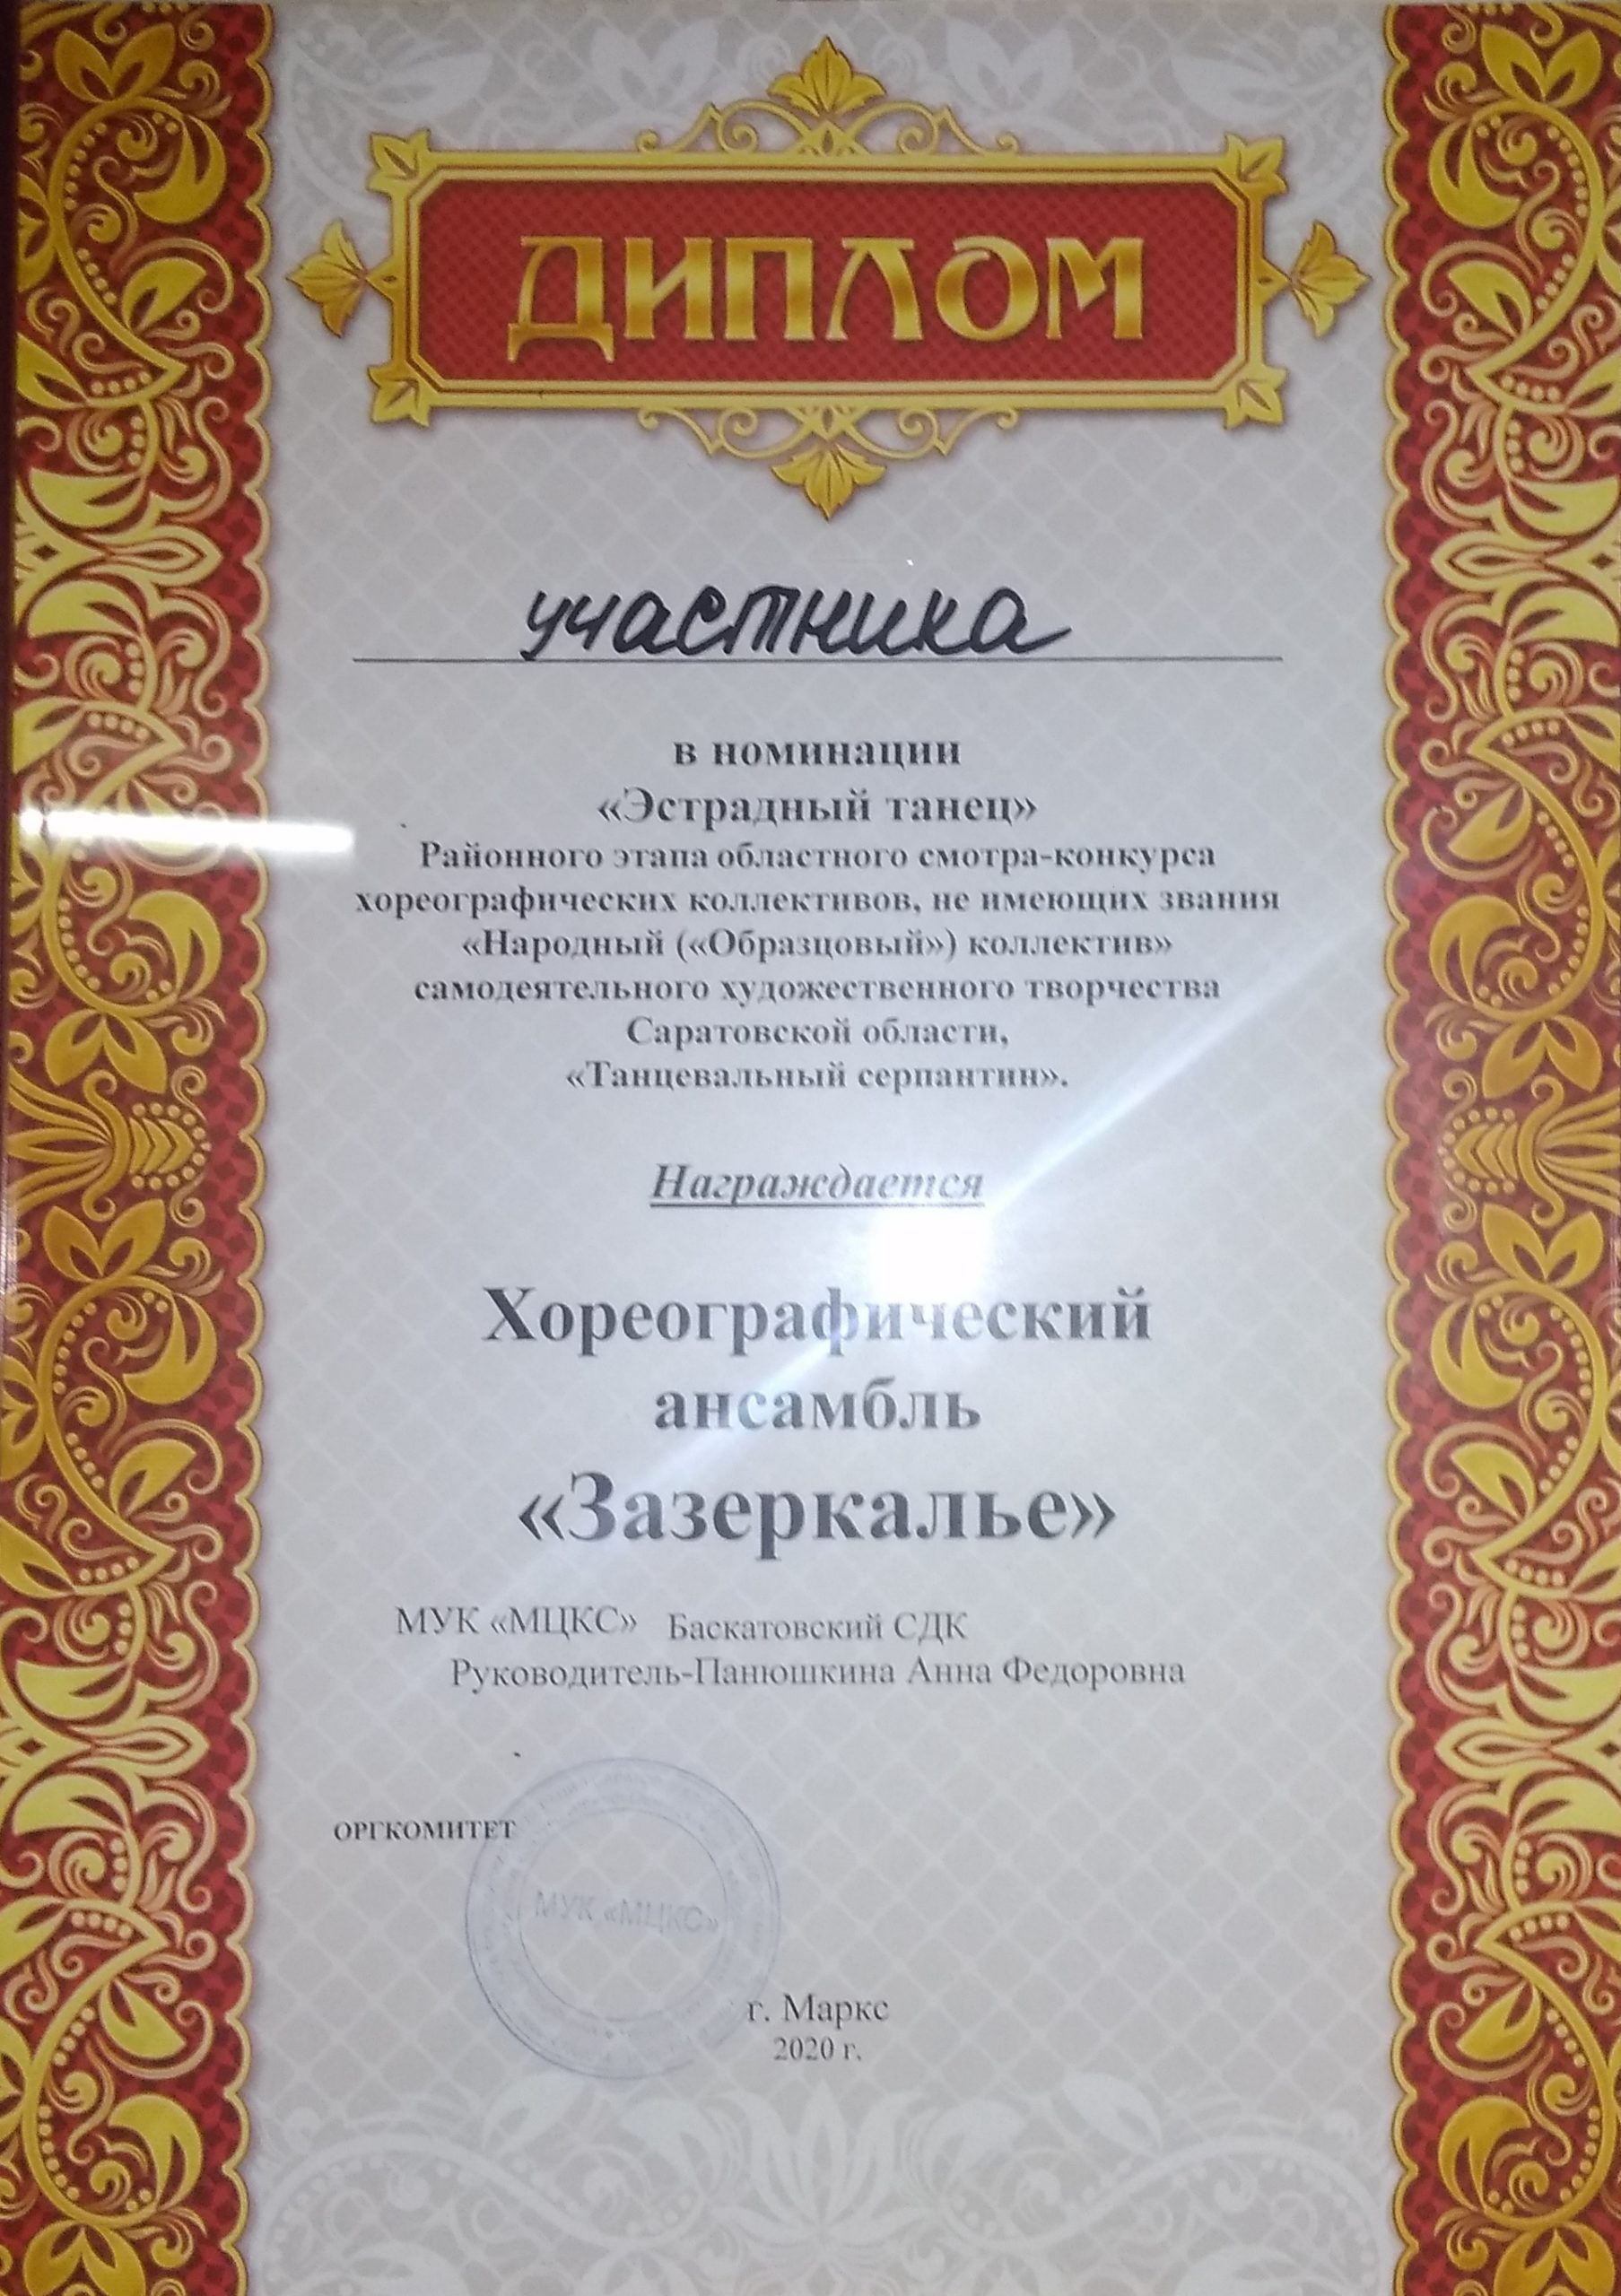 ДИПЛОМ
участника
в номинации
«Эстрадный танец»
Районного этапа областного смотра-конкурса
хореографических коллективов, не имеющих звания
«Народный («Образцовый») коллектив»
самодеятельного художественного творчества
Саратовской области,
«Танцевальный серпантин».
Награждается
Хореографический
ансамбль
«Зазеркалье»
МУК «МЦКС» Баскатовский СДК
Руководитель-Панюшкина Анна Федоровна
ОРГКОМИТЕТ
МУК «МЦКС»
г. Маркс
2020 г.